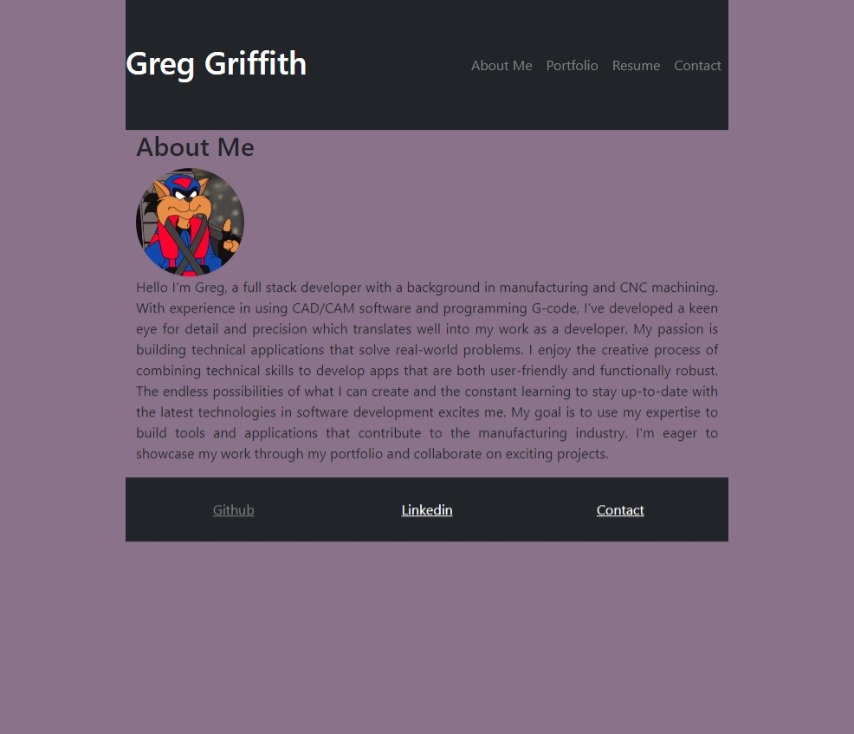 Greg Griffith
About Me Portfolio Resume Contact
About Me
Hello I'm Greg, a full stack developer with a background in manufacturing and CNC machining.
With experience in using CAD/CAM software and programming G-code, I've developed a keen
eye for detail and precision which translates well into my work as a developer. My passion is
building technical applications that solve real-world problems. I enjoy the creative process of
combining technical skills to develop apps that are both user-friendly and functionally robust.
The endless possibilities of what I can create and the constant learning to stay up-to-date with
the latest technologies in software development excites me. My goal is to use my expertise to
build tools and applications that contribute to the manufacturing industry. I'm eager to
showcase my work through my portfolio and collaborate on exciting projects.
Github Linkedin Contact